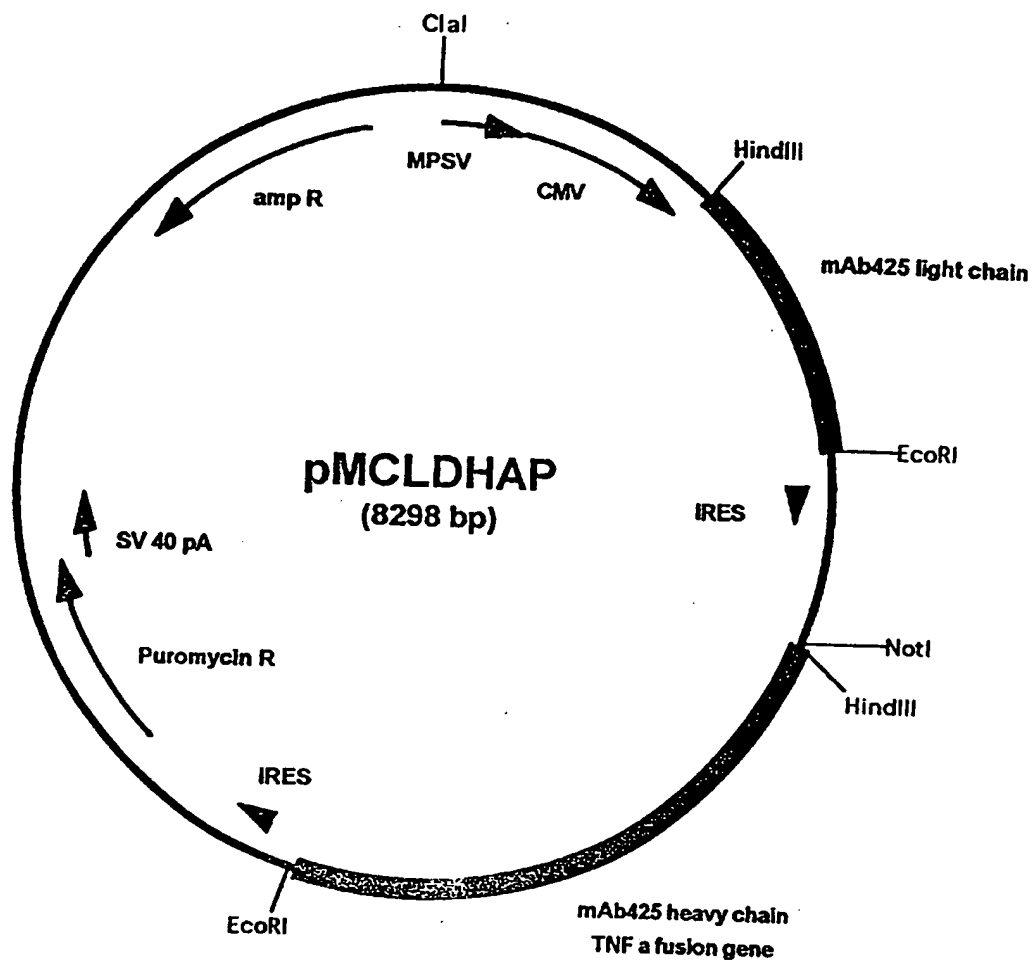 ClaI
HindIII
MPSV
CMV
amp R
mAb425 light chain
EcoRI
pMCLDHAP
(8298 bp)
IRES
SV 40 pA
NotI
Puromycin R
HindIII
IRES
EcoRI
mAb425 heavy chain
TNF a fusion gene